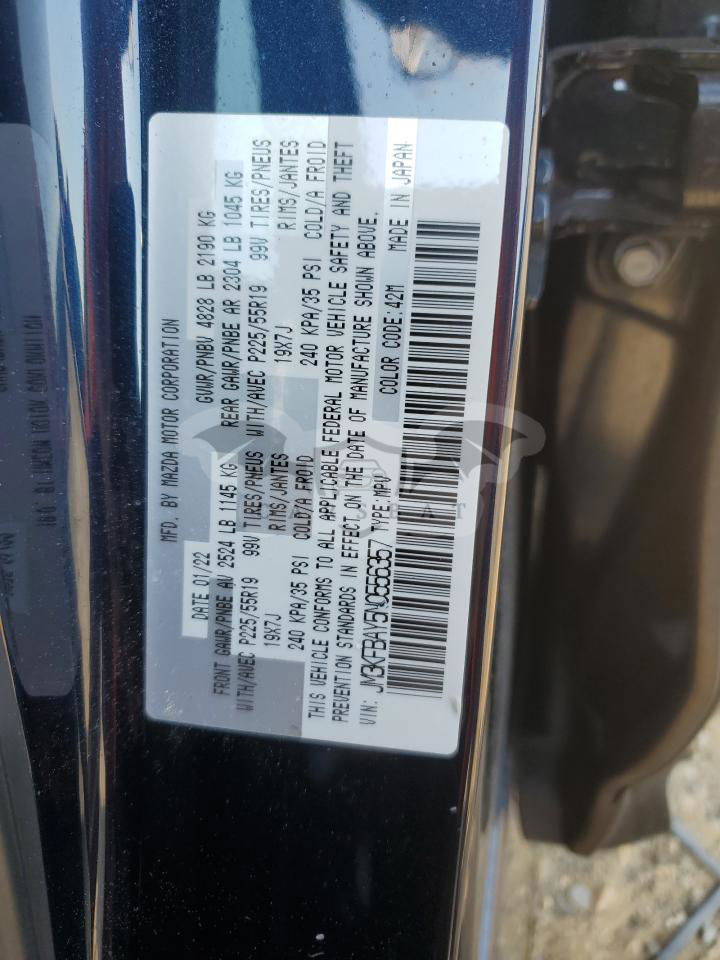 MFD. BY MAZDA MOTOR CORPORATION
DATE 01/22 GVWR/PNBV 4828 LB 2190 KG
FRONT GAWR/PNBE AV 2524 LB 1145 KG REAR GAWR/PNBE AR 2304 LB 1045 KG
WITH/AVEC P225/55R19 99V TIRES/PNEUS WITH/AVEC P225/55R19 99V TIRES/PNEUS
19X7J RIMS/JANTES 19X7J RIMS/JANTES
240 KPA/35 PSI COLD/A FROID 240 KPA/35 PSI COLD/A FROID
THIS VEHICLE CONFORMS TO ALL APPLICABLE FEDERAL MOTOR VEHICLE SAFETY AND THEFT
PREVENTION STANDARDS IN EFFECT ON THE DATE OF MANUFACTURE SHOWN ABOVE.
VIN: JM3KFBAY5N0556357 TYPE:MPV COLOR CODE:42M MADE IN JAPAN